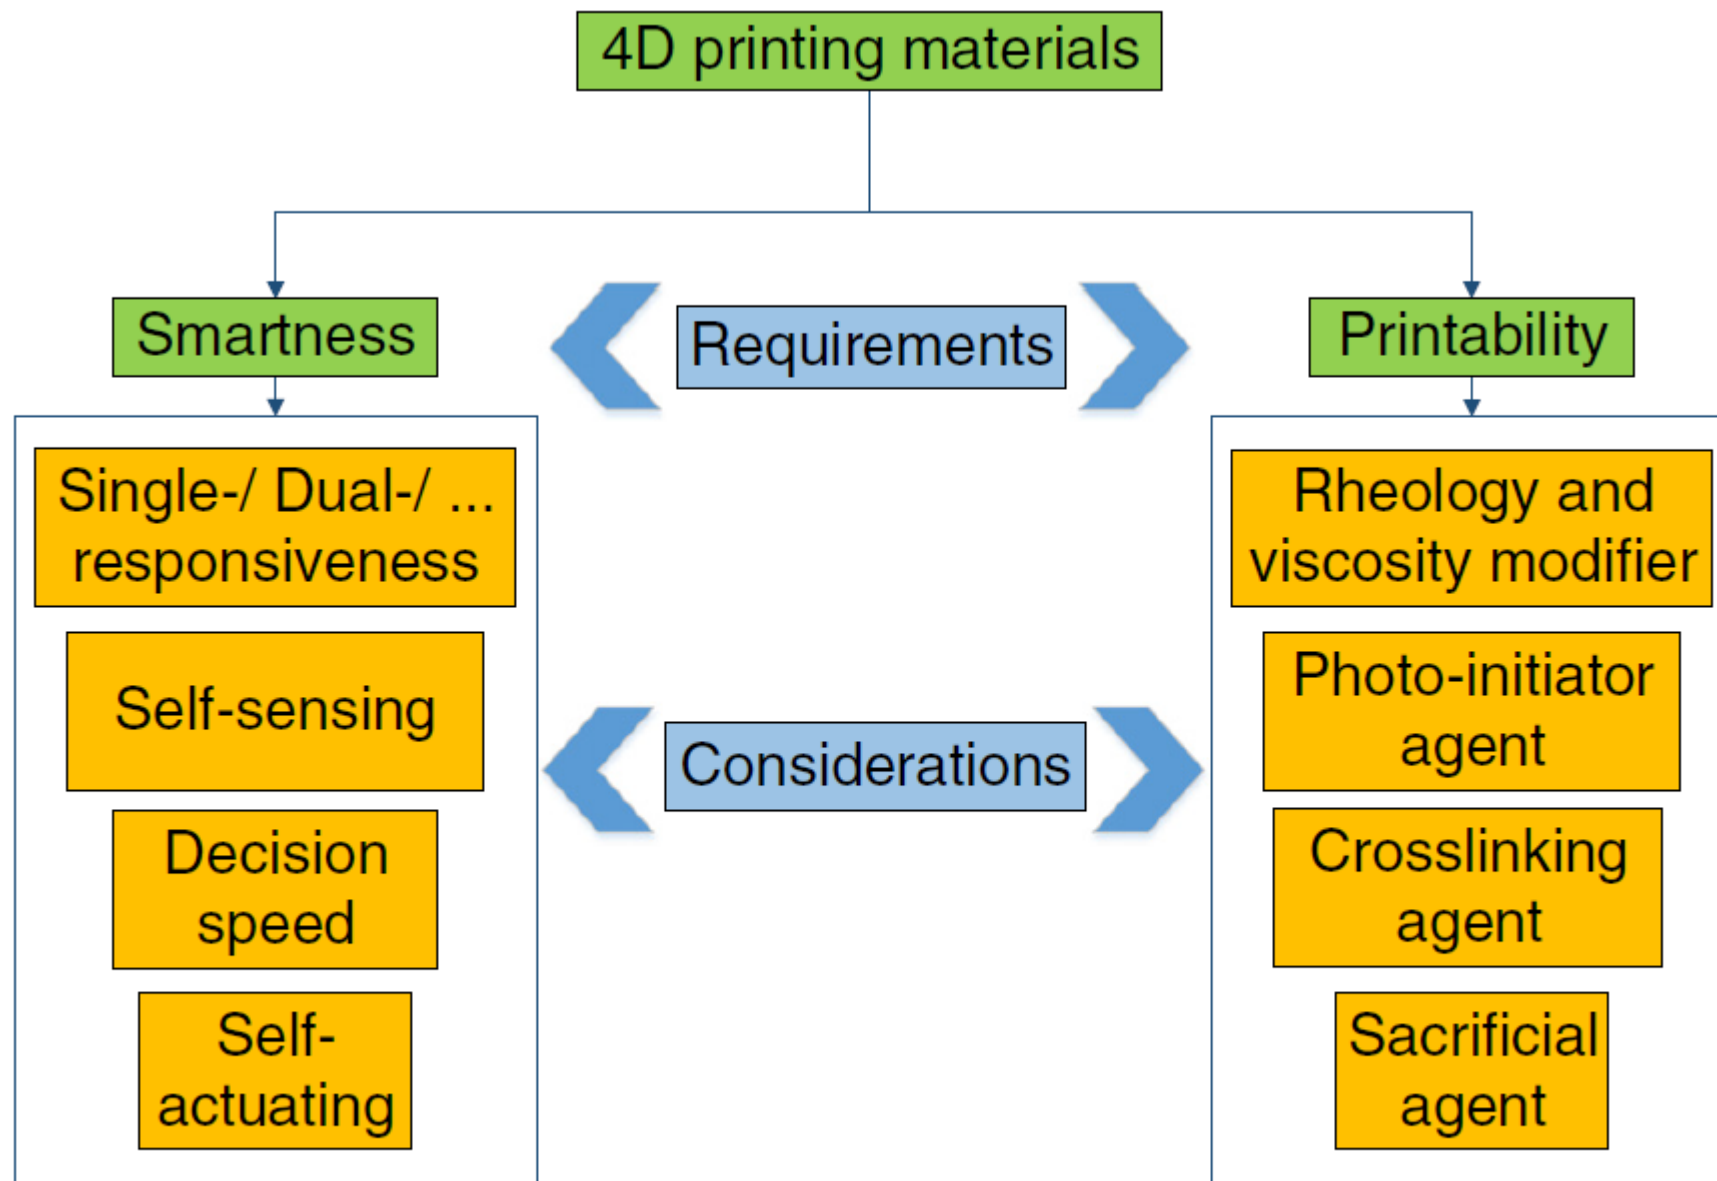 4D printing materials
Smartness
Requirements
Printability
Single-/ Dual-/ ...
responsiveness
Self-sensing
Decision
speed
Self-
actuating
Considerations
Rheology and
viscosity modifier
Photo-initiator
agent
Crosslinking
agent
Sacrificial
agent